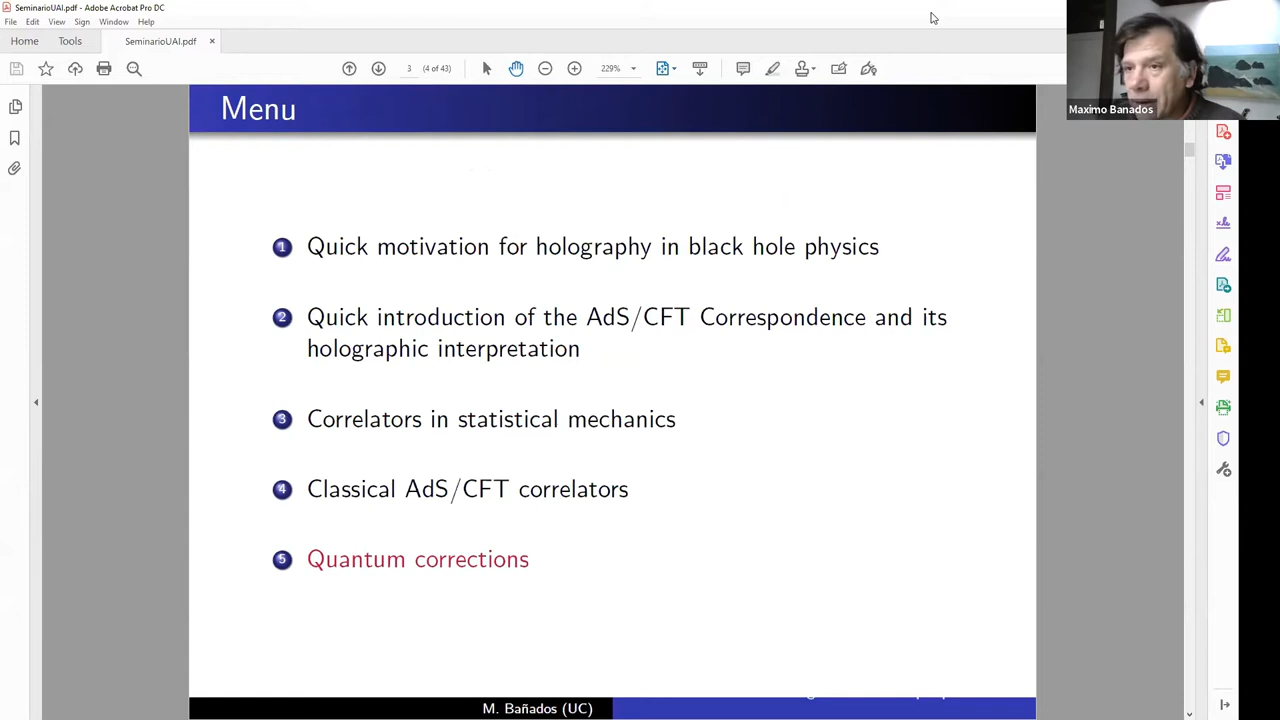 SeminarioUAI.pdf - Adobe Acrobat Pro DC
File Edit View Sign Window Help
Home Tools SeminarioUAI.pdf ×
3 (4 of 43) 229%
Maximo Banados
Menu
1 Quick motivation for holography in black hole physics
2 Quick introduction of the AdS/CFT Correspondence and its
holographic interpretation
3 Correlators in statistical mechanics
4 Classical AdS/CFT correlators
5 Quantum corrections
M. Bañados (UC)